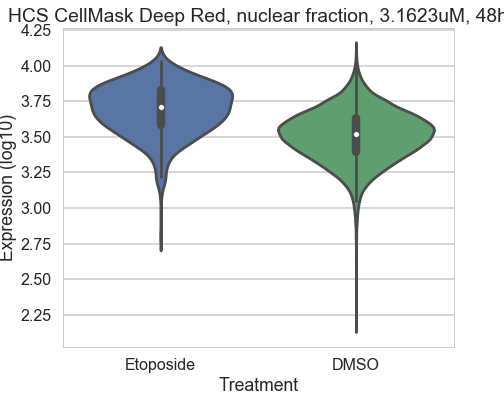 HCS CellMask Deep Red, nuclear fraction, 3.1623uM, 48h
4.25
4.00
3.75
3.50
3.25
3.00
2.75
2.50
2.25
Expression (log10)
Etoposide
DMSO
Treatment